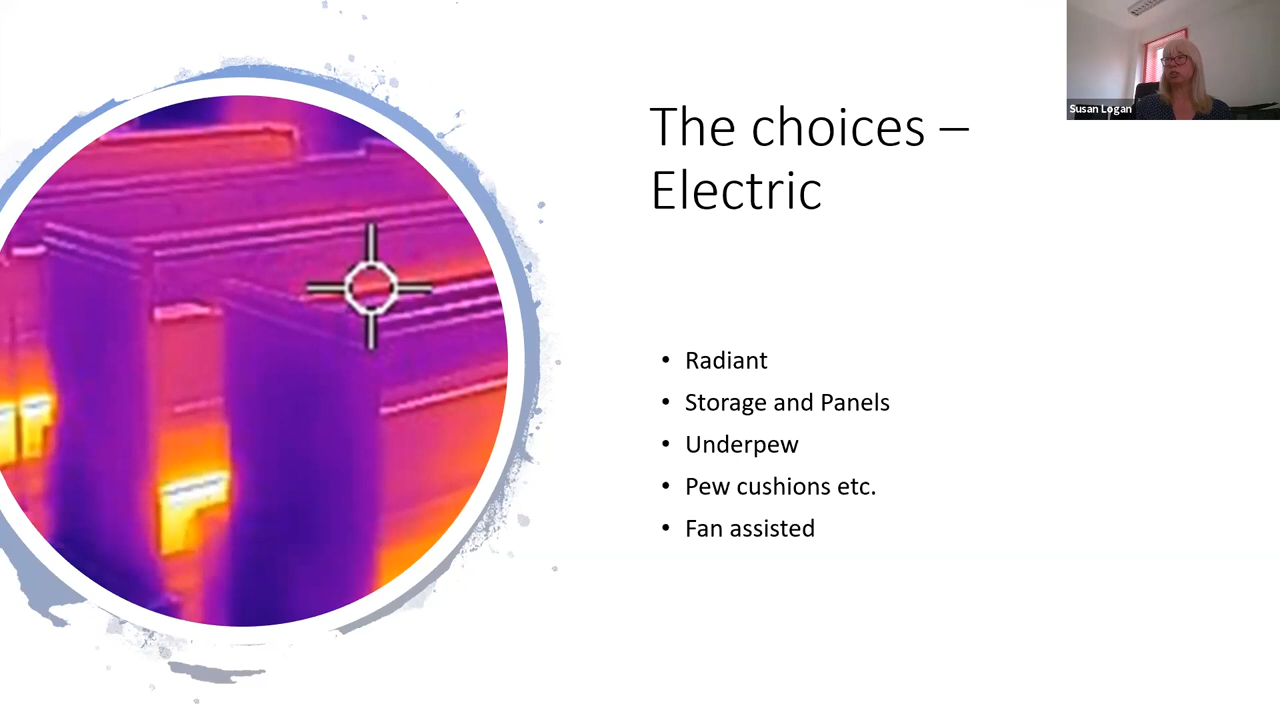 The choices –
Electric
• Radiant
• Storage and Panels
• Underpew
• Pew cushions etc.
• Fan assisted
Susan Logan